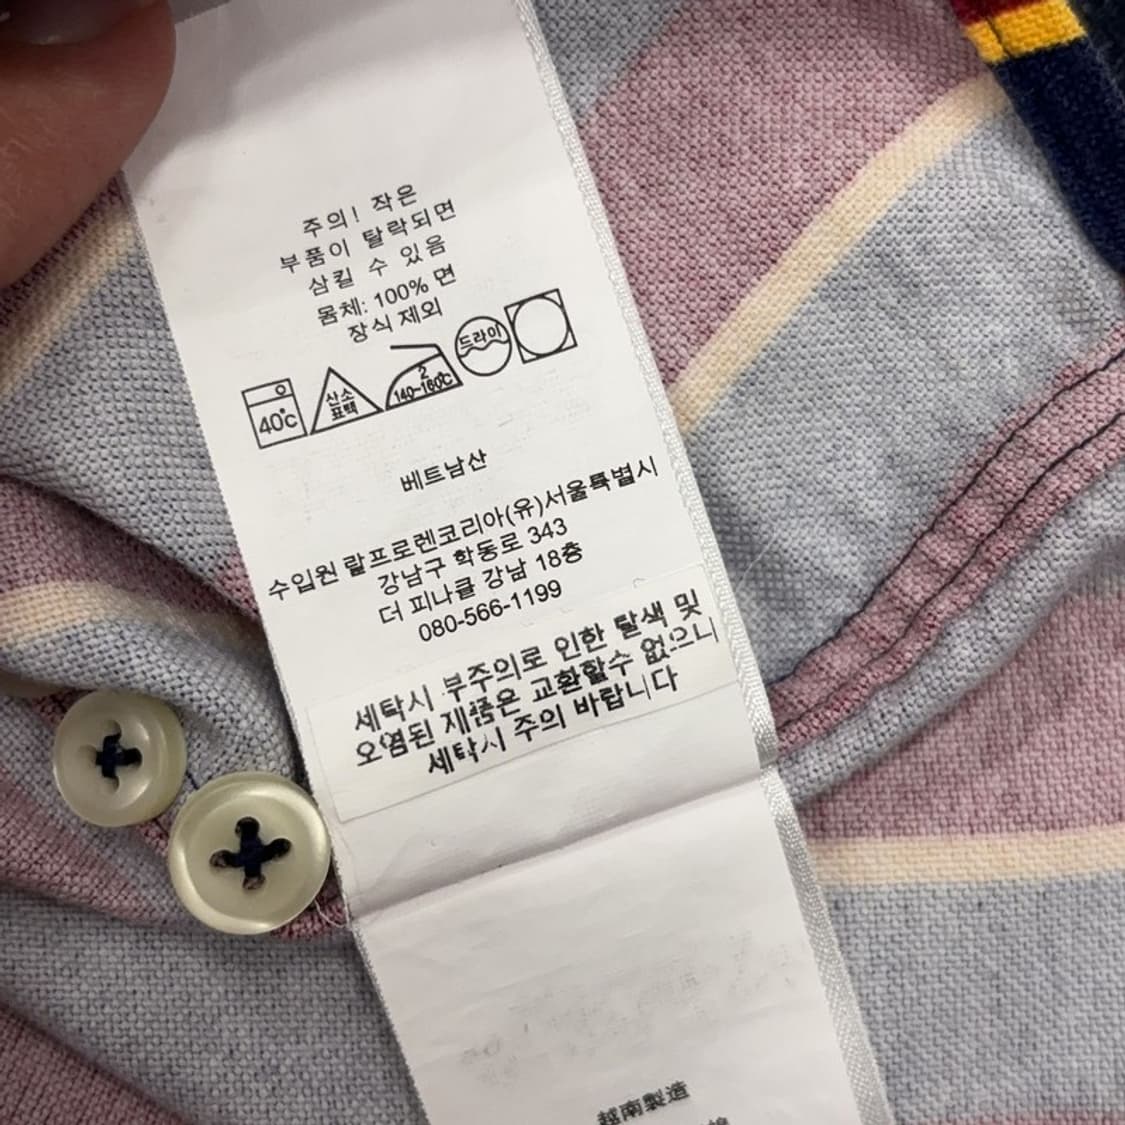 주의! 작은
부품이 탈락되면
삼킬 수 있음
몸체: 100% 면
장식 제외
40℃
산소
표백
2
140-160℃
드라이
베트남산
수입원 랄프로렌코리아(유)서울특별시
강남구 학동로 343
더 피나클 강남 18층
080-566-1199
세탁시 부주의로 인한 탈색 및
오염된 제품은 교환할수 없으니
세탁시 주의 바랍니다
越南製造